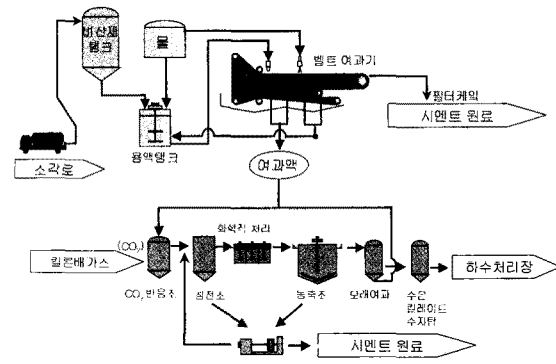 비산재
탱크
물
벨트 여과기
필터케익
시멘트 원료
용액탱크
소각로
여과액
화학적 처리
(CO₂)
킬른배가스
하수처리장
CO₂ 반응조
침전조
농축조
모래여과
수은
킬레이트
수지탑
시멘트 원료